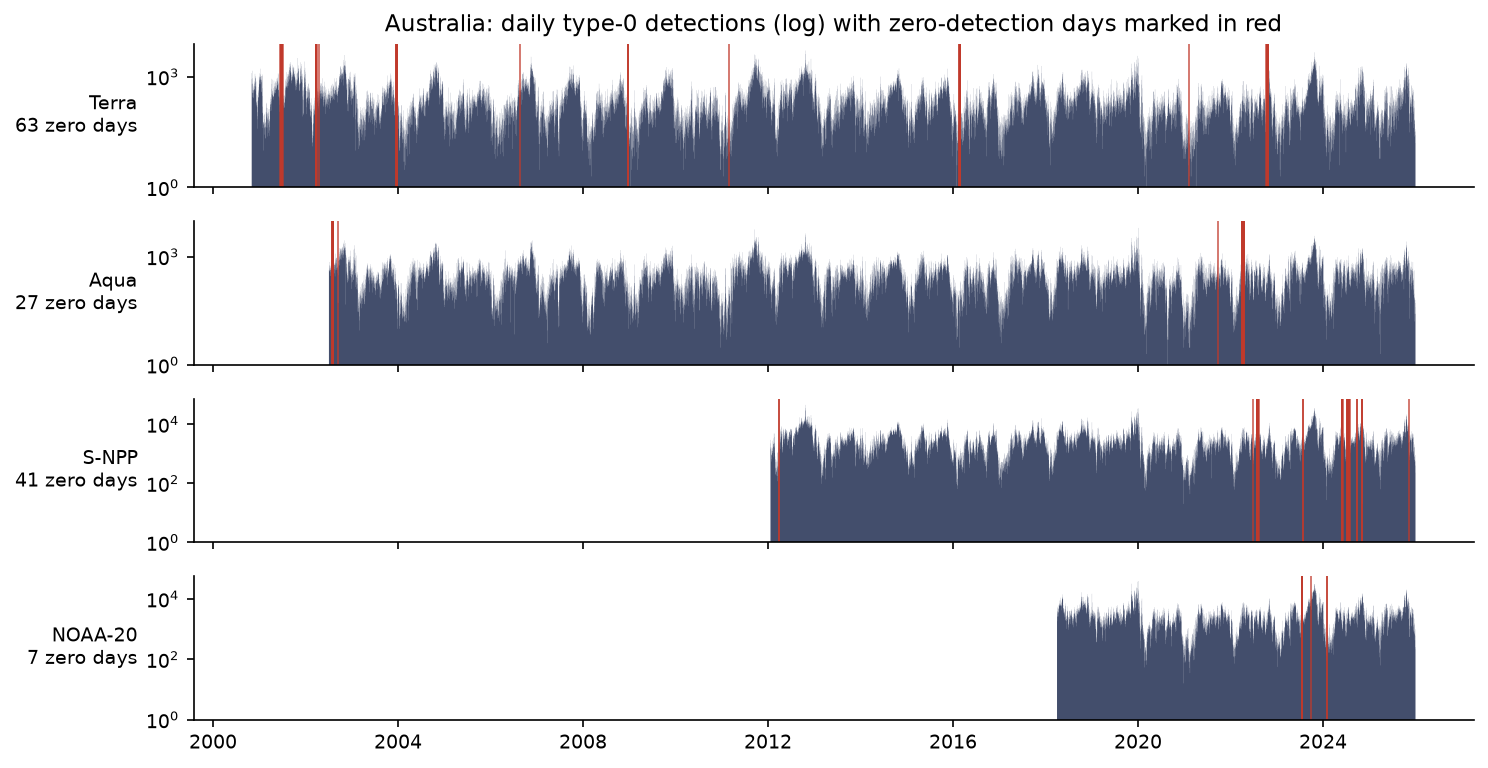 Australia: daily type-0 detections (log) with zero-detection days marked in red
10³
Terra
63 zero days
10⁰
10³
Aqua
27 zero days
10⁰
10⁴
S-NPP
41 zero days
10²
10⁰
10⁴
NOAA-20
7 zero days
10²
10⁰
2000 2004 2008 2012 2016 2020 2024